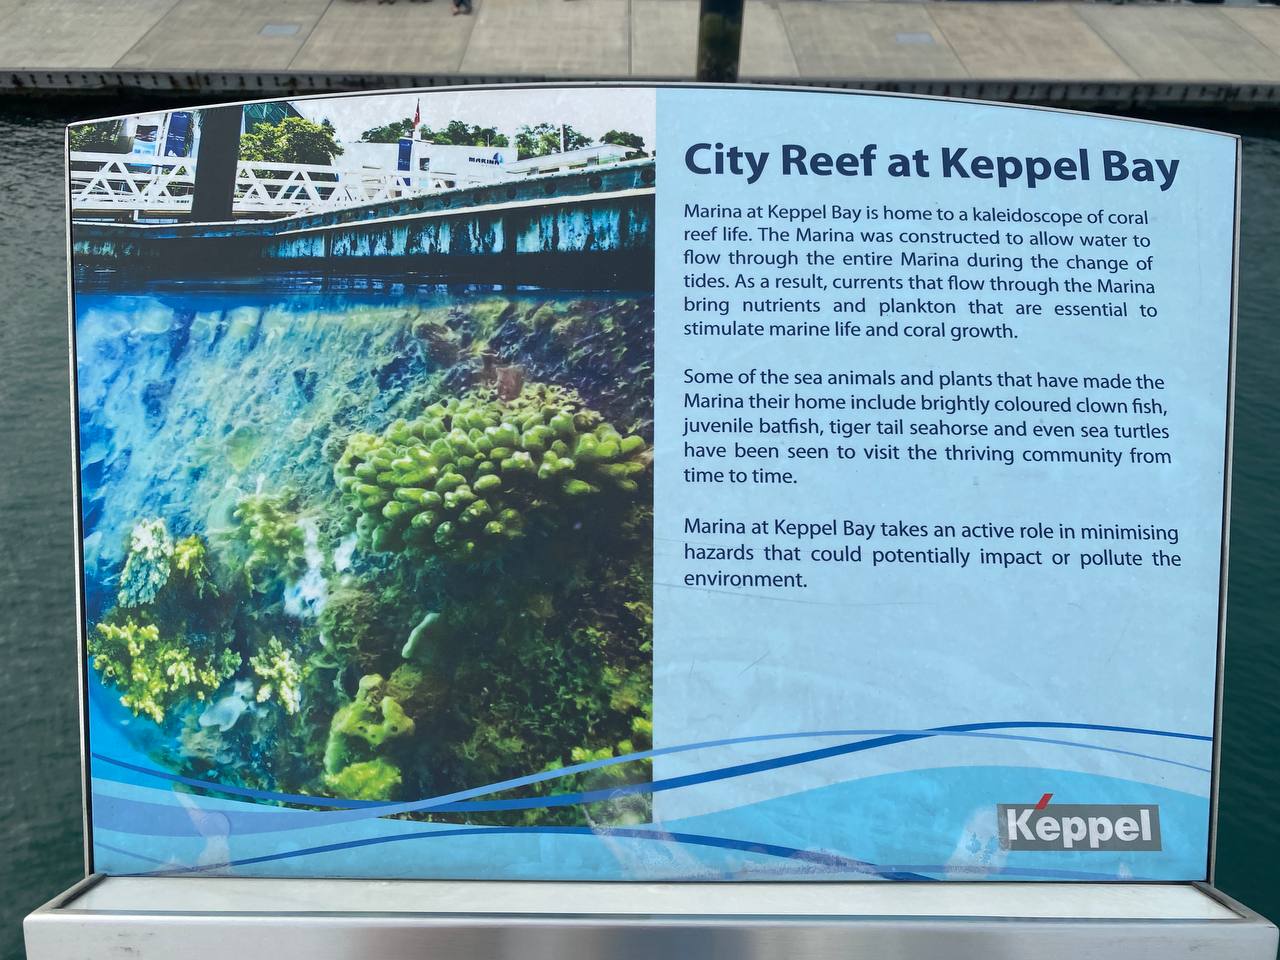 MARINA
City Reef at Keppel Bay
Marina at Keppel Bay is home to a kaleidoscope of coral
reef life. The Marina was constructed to allow water to
flow through the entire Marina during the change of
tides. As a result, currents that flow through the Marina
bring nutrients and plankton that are essential to
stimulate marine life and coral growth.
Some of the sea animals and plants that have made the
Marina their home include brightly coloured clown fish,
juvenile batfish, tiger tail seahorse and even sea turtles
have been seen to visit the thriving community from
time to time.
Marina at Keppel Bay takes an active role in minimising
hazards that could potentially impact or pollute the
environment.
Keppel